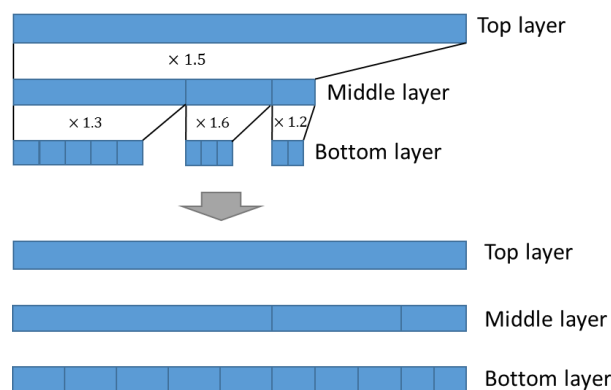 Top layer
× 1.5
Middle layer
× 1.3 × 1.6 × 1.2
Bottom layer
Top layer
Middle layer
Bottom layer